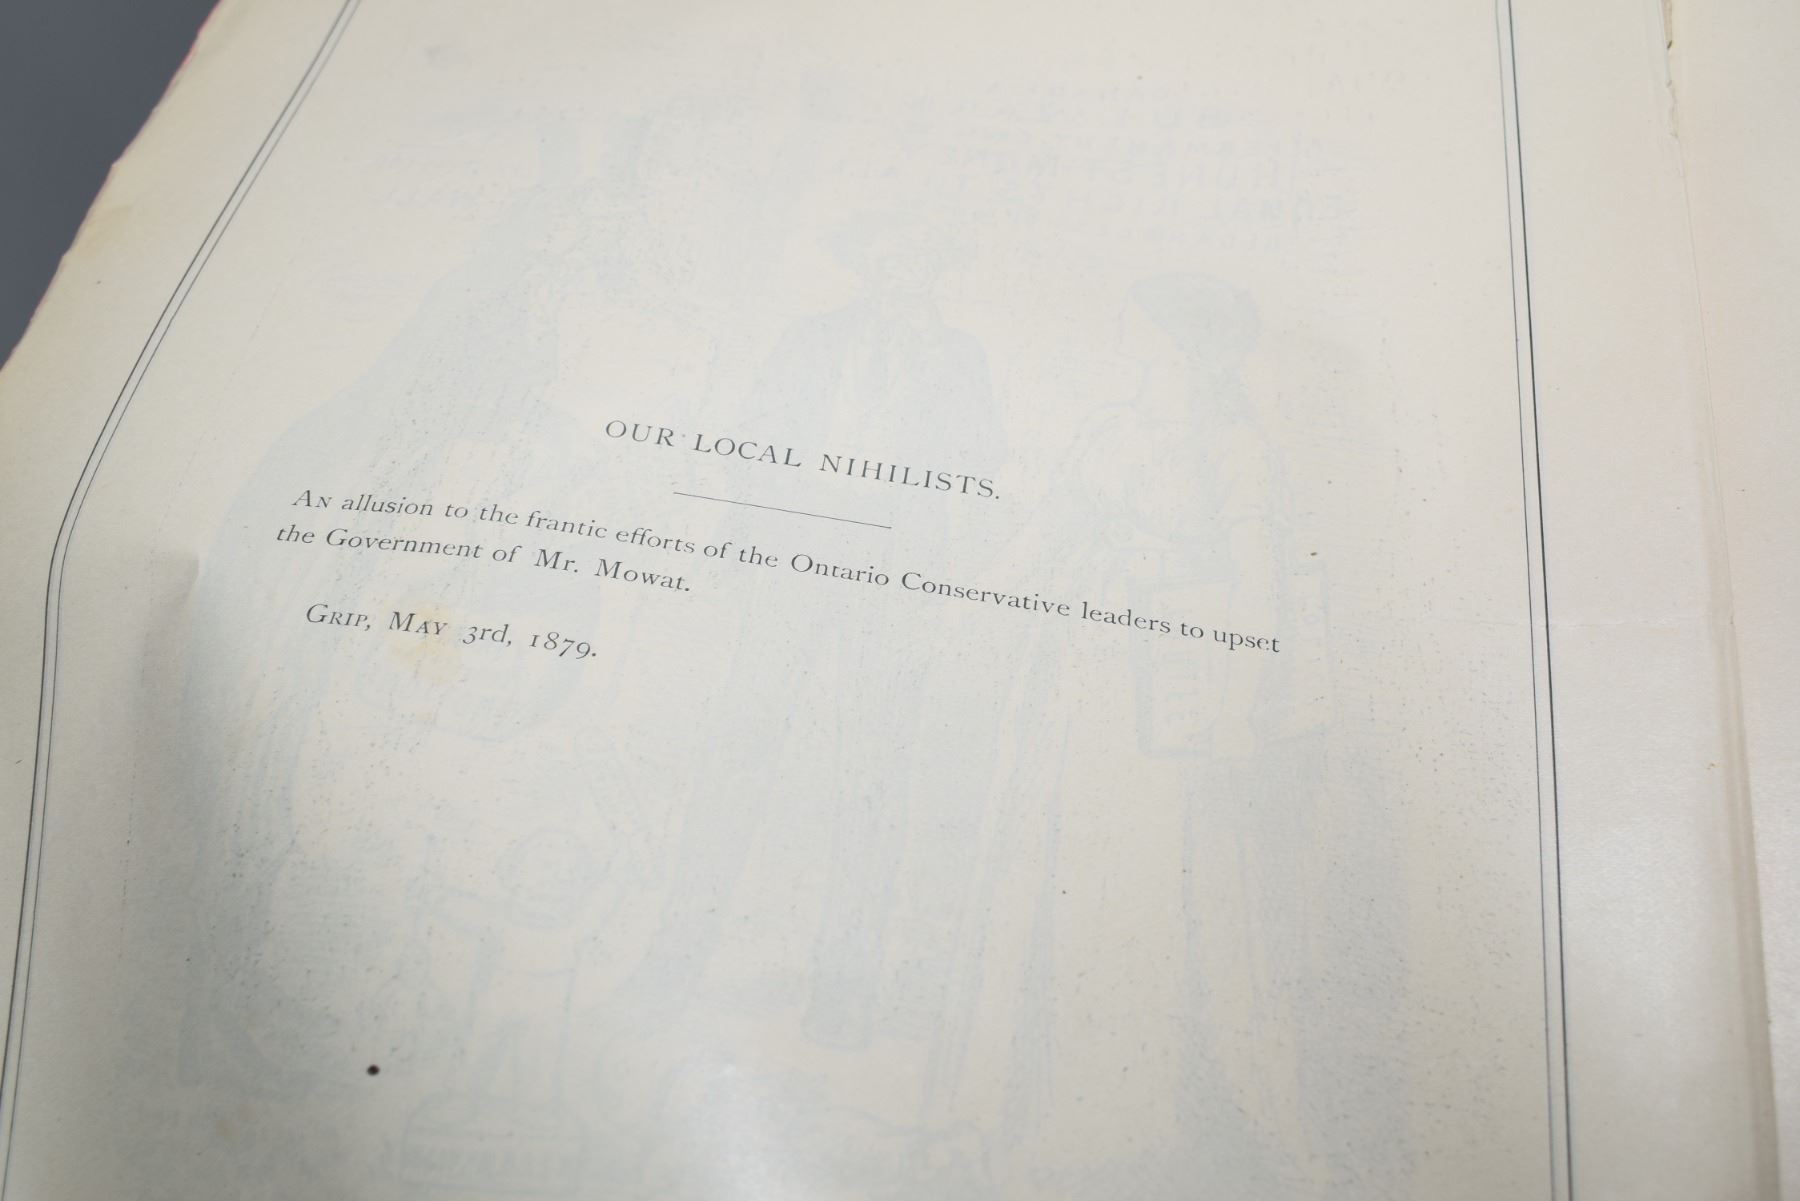 OUR LOCAL NIHILISTS.
AN allusion to the frantic efforts of the Ontario Conservative leaders to upset
the Government of Mr. Mowat.
GRIP, MAY 3rd, 1879.